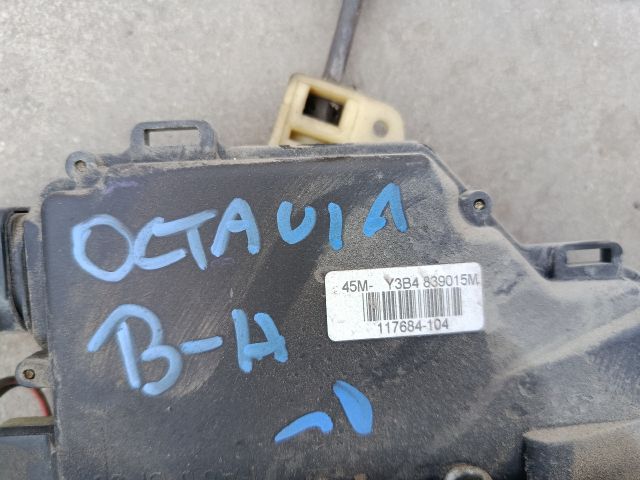 OCTAVIA
B-H
45M- Y3B4 839015M
117684-104